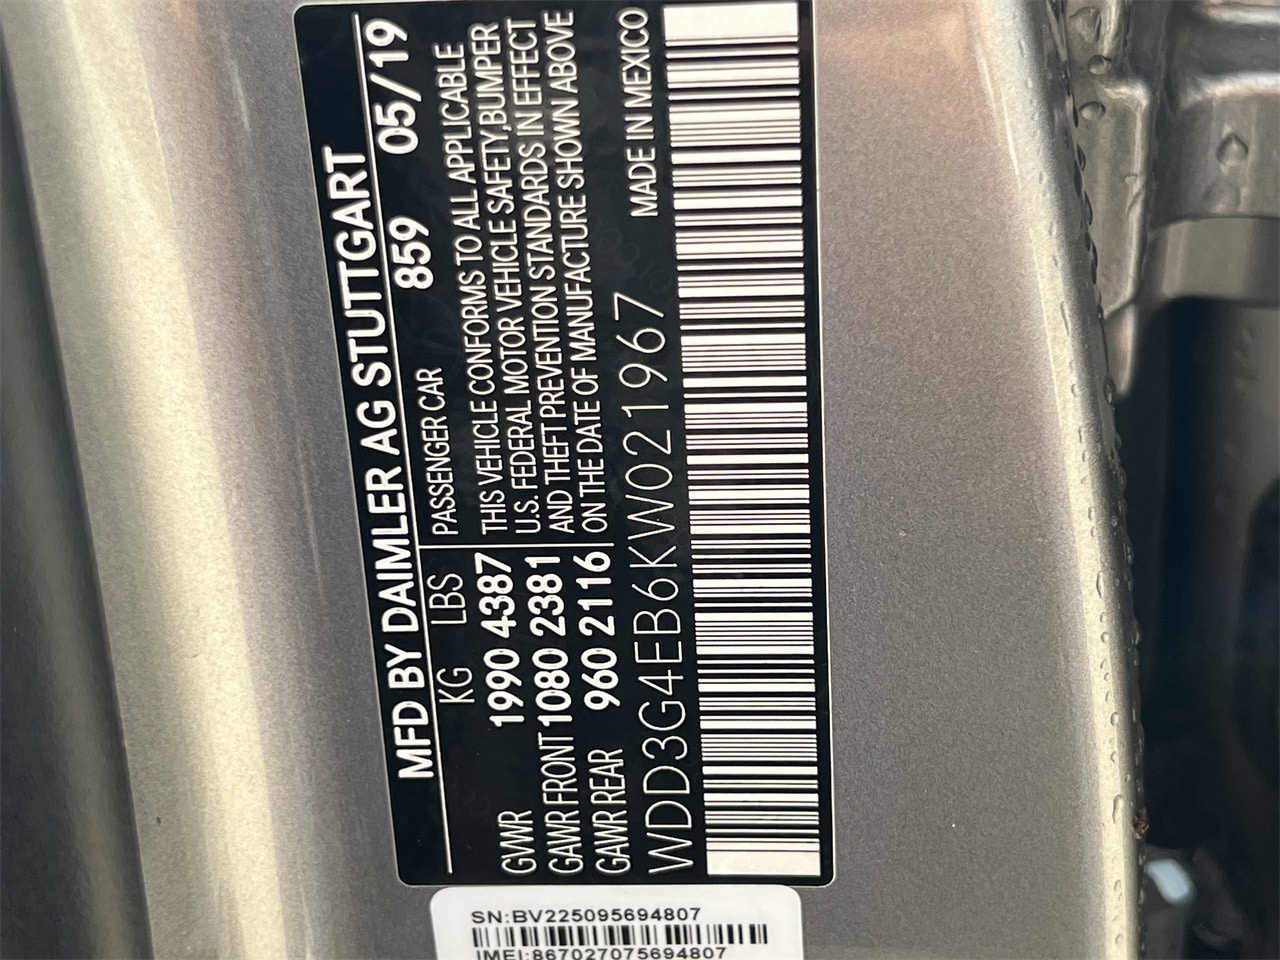 MFD BY DAIMLER AG STUTTGART
KG LBS 859 05/19
PASSENGER CAR
GVWR 1990 4387
GAWR FRONT 1080 2381
GAWR REAR 960 2116
THIS VEHICLE CONFORMS TO ALL APPLICABLE
U.S. FEDERAL MOTOR VEHICLE SAFETY, BUMPER
AND THEFT PREVENTION STANDARDS IN EFFECT
ON THE DATE OF MANUFACTURE SHOWN ABOVE
WDD3G4EB6KW021967 MADE IN MEXICO
SN:BV225095694807
IMEI:867027075694807